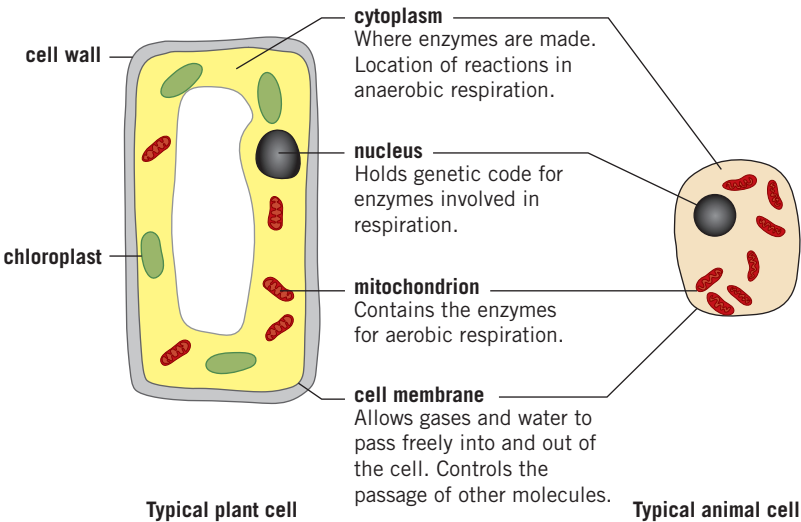 cell wall
chloroplast
cytoplasm
Where enzymes are made.
Location of reactions in
anaerobic respiration.
nucleus
Holds genetic code for
enzymes involved in
respiration.
mitochondrion
Contains the enzymes
for aerobic respiration.
cell membrane
Allows gases and water to
pass freely into and out of
the cell. Controls the
passage of other molecules.
Typical plant cell
Typical animal cell